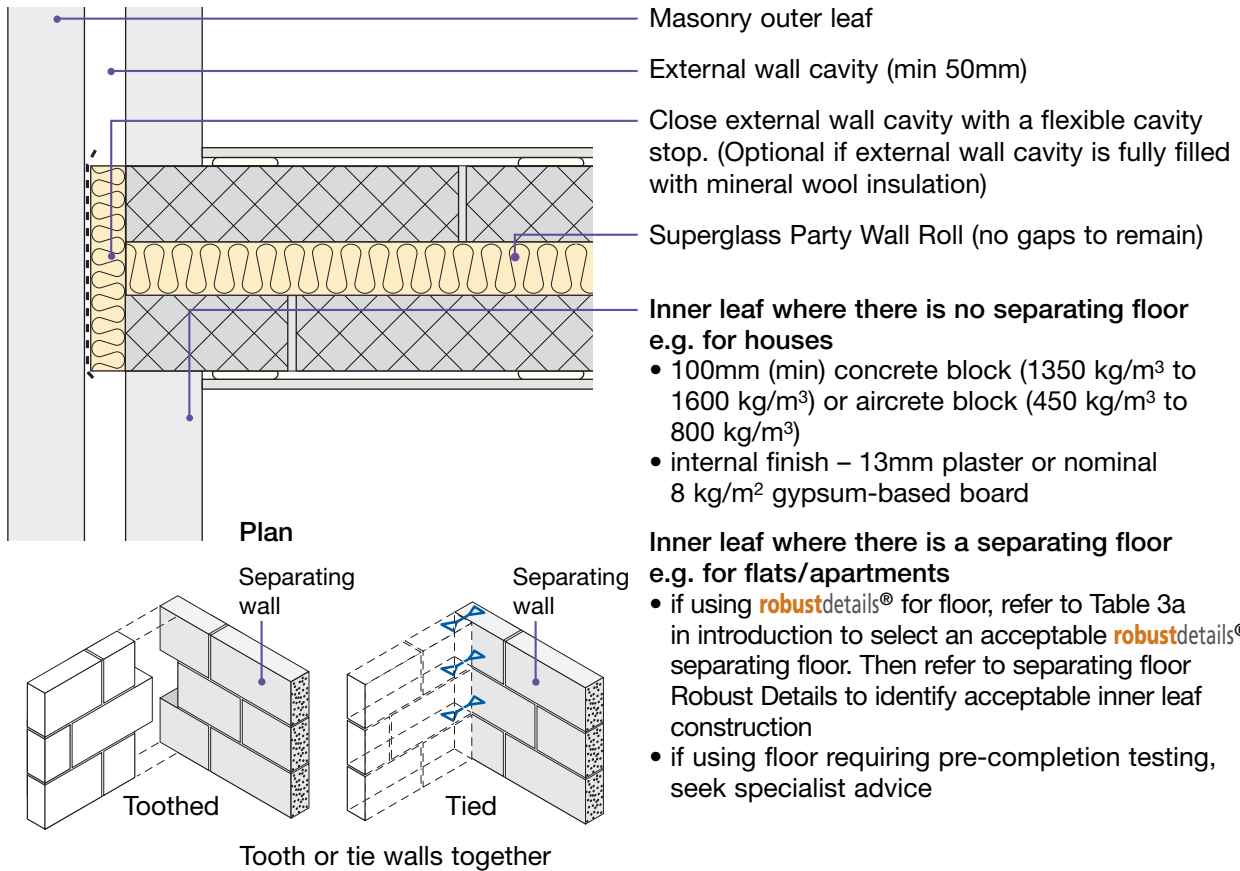 Masonry outer leaf
External wall cavity (min 50mm)
Close external wall cavity with a flexible cavity
stop. (Optional if external wall cavity is fully filled
with mineral wool insulation)
Superglass Party Wall Roll (no gaps to remain)
Inner leaf where there is no separating floor
e.g. for houses
• 100mm (min) concrete block (1350 kg/m³ to
1600 kg/m³) or aircrete block (450 kg/m³ to
800 kg/m³)
• internal finish – 13mm plaster or nominal
8 kg/m² gypsum-based board
Inner leaf where there is a separating floor
e.g. for flats/apartments
• if using robustdetails® for floor, refer to Table 3a
in introduction to select an acceptable robustdetails®
separating floor. Then refer to separating floor
Robust Details to identify acceptable inner leaf
construction
• if using floor requiring pre-completion testing,
seek specialist advice
Plan
Separating
wall
Separating
wall
Toothed
Tied
Tooth or tie walls together